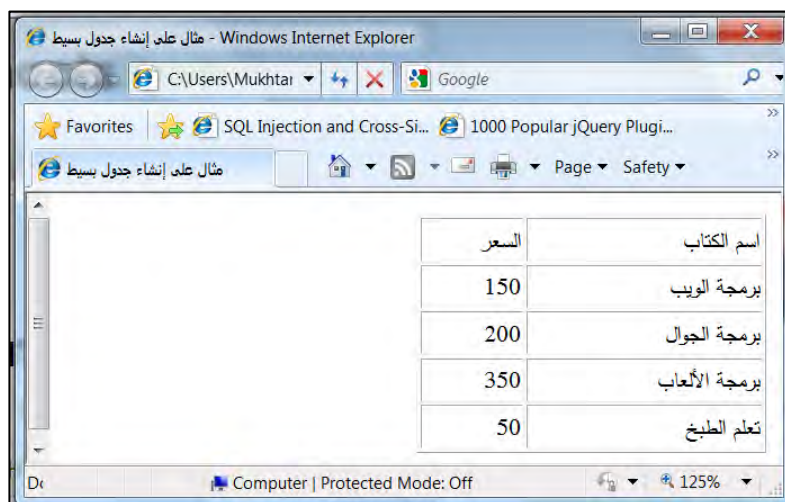 مثال على إنشاء جدول بسيط - Windows Internet Explorer
C:\Users\Mukhtar Google
Favorites SQL Injection and Cross-Si... 1000 Popular jQuery Plugi...
مثال على إنشاء جدول بسيط Page Safety
اسم الكتاب السعر
برمجة الويب 150
برمجة الجوال 200
برمجة الألعاب 350
تعلم الطبخ 50
Computer | Protected Mode: Off 125%